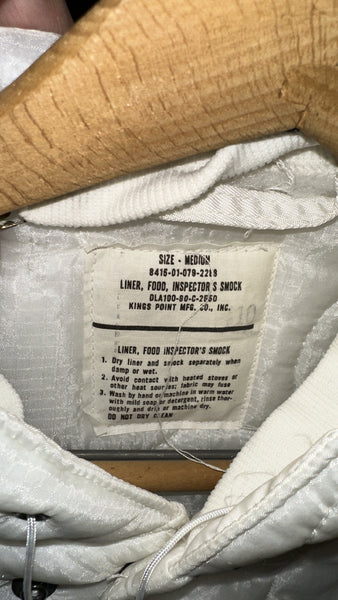 SIZE - MEDIUM
8415-01-079-2218
LINER, FOOD, INSPECTOR'S SMOCK
DLA100-80-C-2550
KINGS POINT MFG. CO., INC.
10
LINER, FOOD INSPECTOR'S SMOCK
1. Dry liner and smock separately when
damp or wet.
2. Avoid contact with heated stoves or
other heat sources; fabric may fuse
3. Wash by hand or machine in warm water
with mild soap or detergent, rinse thor-
oughly and drip or machine dry.
DO NOT DRY CLEAN